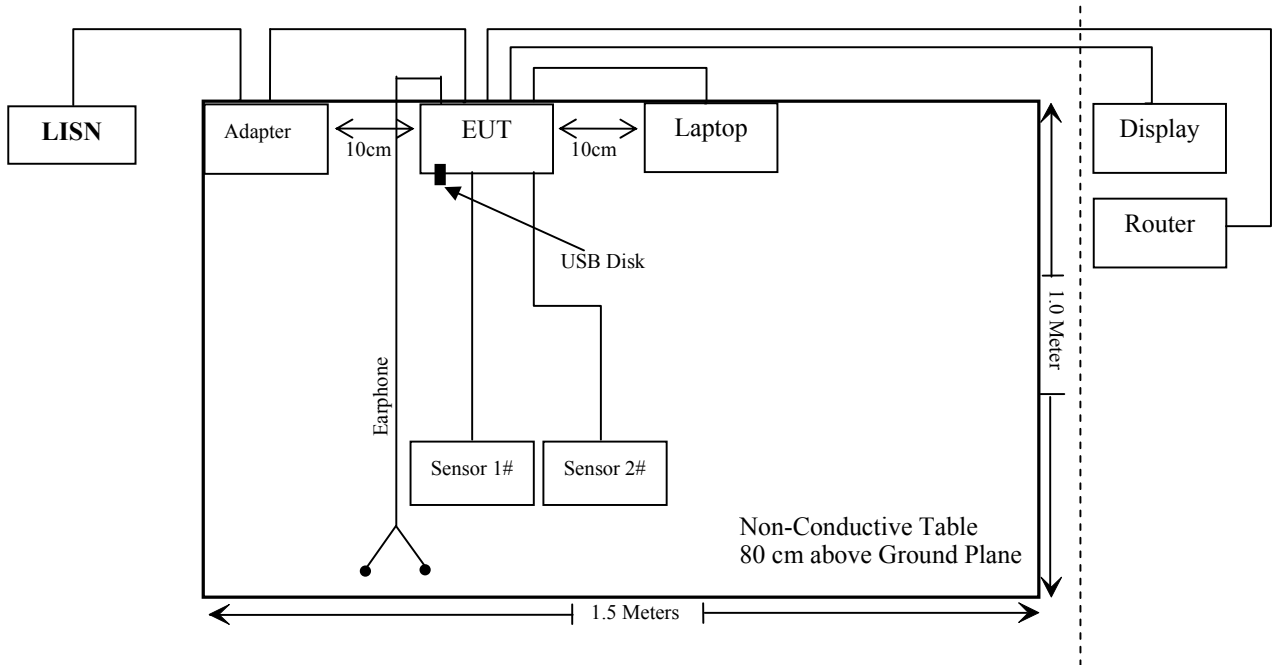 LISN
Adapter
EUT
Laptop
Display
10cm
10cm
Router
USB Disk
1.0 Meter
Earphone
Sensor 1#
Sensor 2#
Non-Conductive Table
80 cm above Ground Plane
1.5 Meters